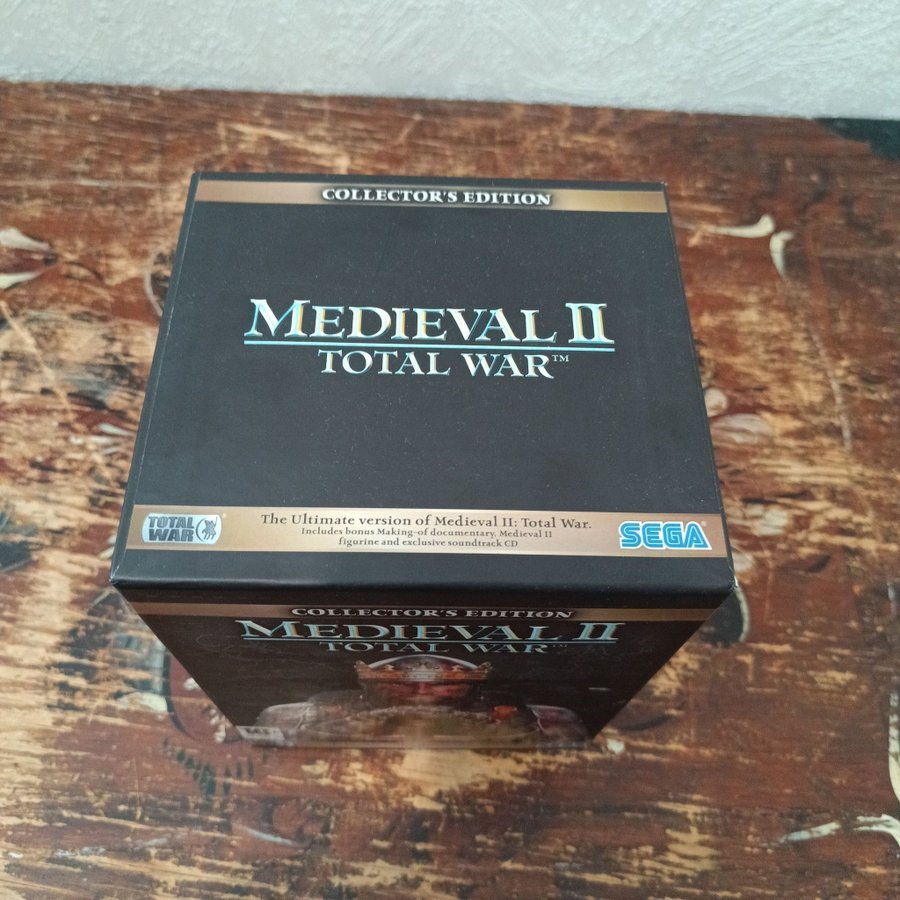 COLLECTOR'S EDITION
MEDIEVAL II
TOTAL WAR™
TOTAL
WAR
The Ultimate version of Medieval II: Total War.
Includes bonus Making-of documentary, Medieval II
figurine and exclusive soundtrack CD
SEGA®
COLLECTOR'S EDITION
MEDIEVAL II
TOTAL WAR™